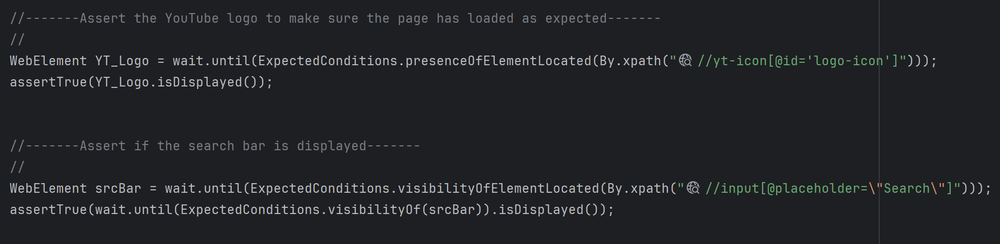 //-------Assert the YouTube logo to make sure the page has loaded as expected-------
//
WebElement YT_Logo = wait.until(ExpectedConditions.presenceOfElementLocated(By.xpath("//yt-icon[@id='logo-icon']")));
assertTrue(YT_Logo.isDisplayed());
//-------Assert if the search bar is displayed-------
//
WebElement srcBar = wait.until(ExpectedConditions.visibilityOfElementLocated(By.xpath("//input[@placeholder=\"Search\"]")));
assertTrue(wait.until(ExpectedConditions.visibilityOf(srcBar)).isDisplayed());